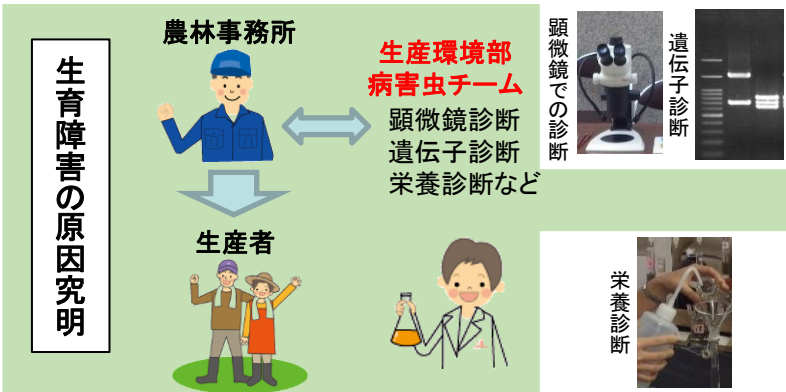 生育障害の原因究明
農林事務所
生産環境部
病害虫チーム
顕微鏡診断
遺伝子診断
栄養診断など
生産者
顕微鏡での診断
遺伝子診断
栄養診断